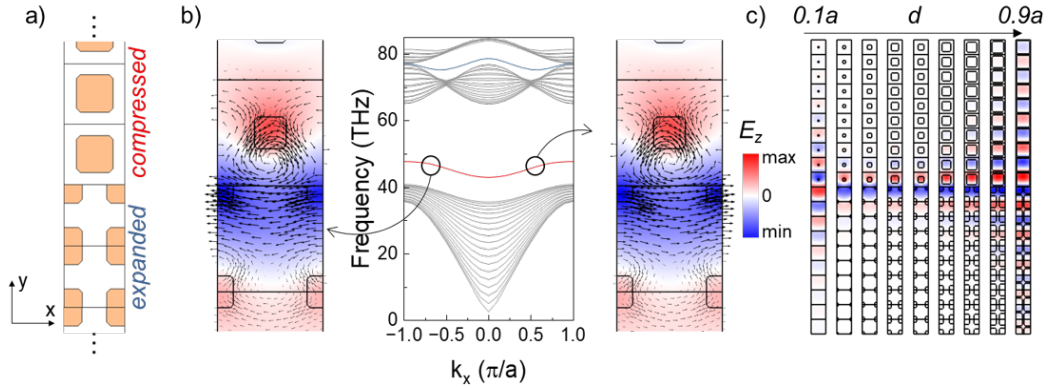 a)
compressed
expanded
y
x
b)
Frequency (THz)
80
60
40
20
0
-1.0 -0.5 0.0 0.5 1.0
k_x (π/a)
E_z
max
0
min
c)
0.1a d 0.9a